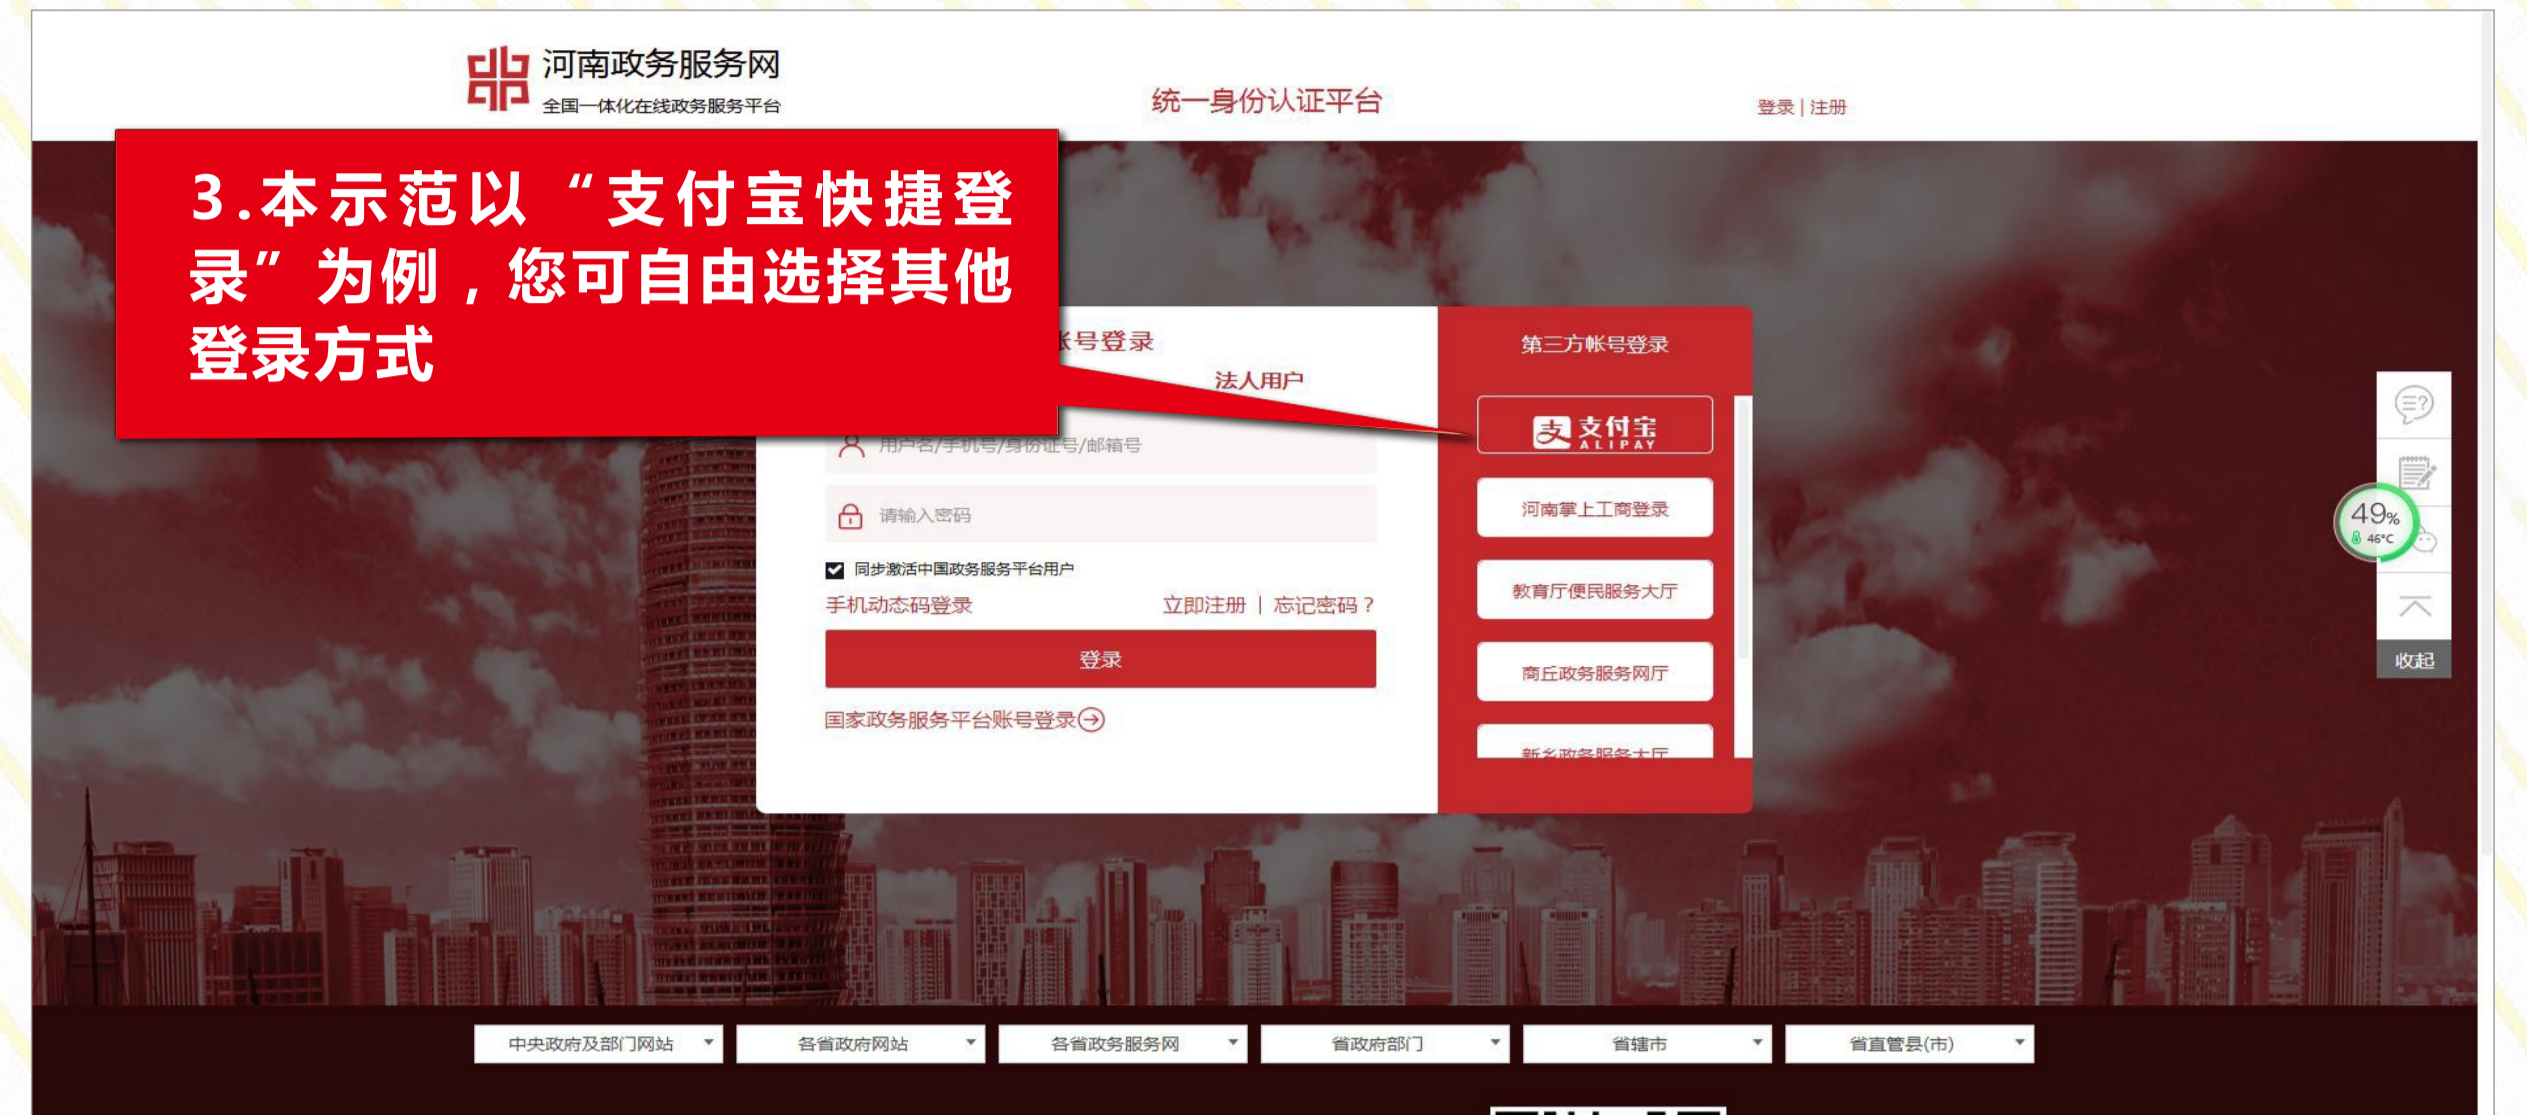 河南政务服务网
全国一体化在线政务服务平台
统一身份认证平台
登录 | 注册
3.本示范以“支付宝快捷登
录”为例，您可自由选择其他
登录方式
号登录
法人用户
用户名/手机号/身份证号/邮箱号
请输入密码
同步激活中国政务服务平台用户
手机动态码登录
立即注册 | 忘记密码？
登录
国家政务服务平台账号登录
第三方帐号登录
支 支付宝
ALIPAY
河南掌上工商登录
教育厅便民服务大厅
商丘政务服务网厅
新乡政务服务大厅
49%
46°C
收起
中央政府及部门网站
各省政府网站
各省政务服务网
省政府部门
省辖市
省直管县(市)